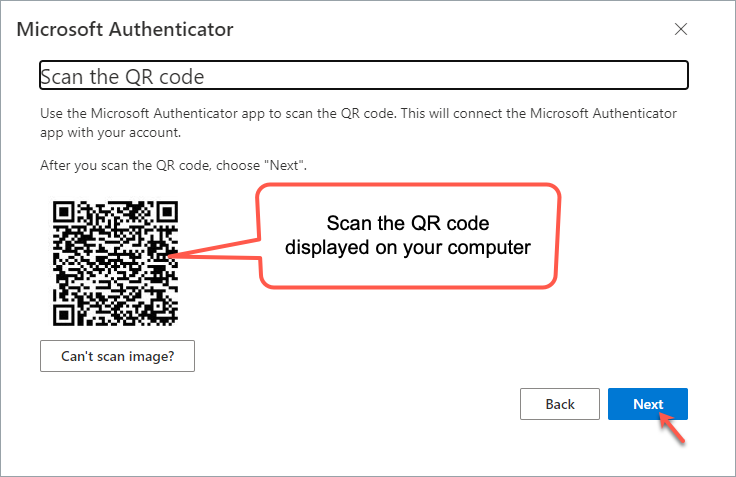 Microsoft Authenticator
Scan the QR code
Use the Microsoft Authenticator app to scan the QR code. This will connect the Microsoft Authenticator
app with your account.
After you scan the QR code, choose "Next".
Scan the QR code
displayed on your computer
Can't scan image?
Back
Next